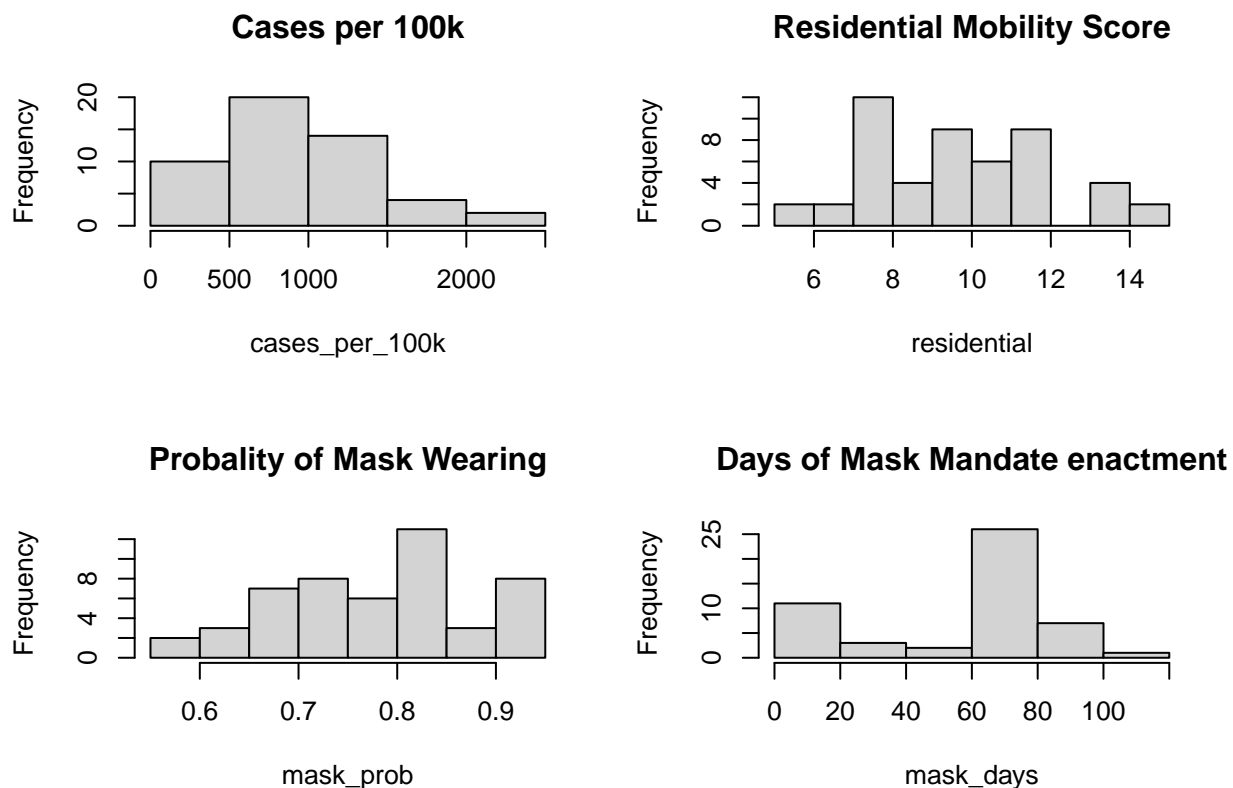 Cases per 100k
Frequency
0 10 20
0 500 1000 2000
cases_per_100k
Residential Mobility Score
Frequency
0 4 8
6 8 10 12 14
residential
Probality of Mask Wearing
Frequency
0 4 8
0.6 0.7 0.8 0.9
mask_prob
Days of Mask Mandate enactment
Frequency
0 10 25
0 20 40 60 80 100
mask_days